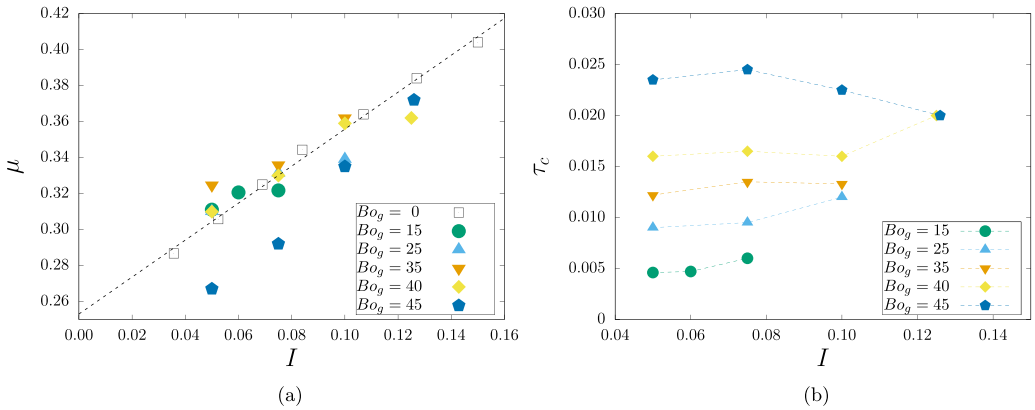 0.42
0.40
0.38
0.36
0.34
0.32
0.30
0.28
0.26
μ
0.00 0.02 0.04 0.06 0.08 0.10 0.12 0.14 0.16
I
Bo_g = 0
Bo_g = 15
Bo_g = 25
Bo_g = 35
Bo_g = 40
Bo_g = 45
(a)
0.030
0.025
0.020
0.015
0.010
0.005
0
τ_c
0.04 0.06 0.08 0.10 0.12 0.14
I
Bo_g = 15
Bo_g = 25
Bo_g = 35
Bo_g = 40
Bo_g = 45
(b)